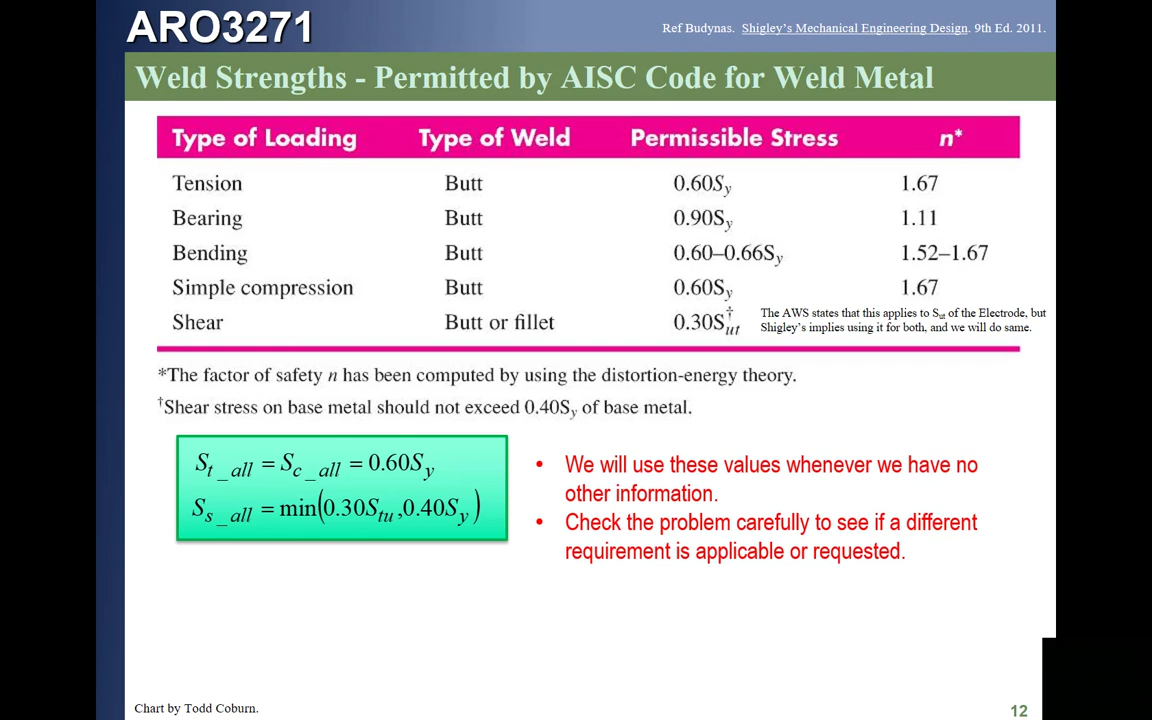 ARO3271
Ref Budynas. Shigley's Mechanical Engineering Design. 9th Ed. 2011.
Weld Strengths - Permitted by AISC Code for Weld Metal
Type of Loading Type of Weld Permissible Stress n*
Tension Butt 0.60Sy 1.67
Bearing Butt 0.90Sy 1.11
Bending Butt 0.60–0.66Sy 1.52–1.67
Simple compression Butt 0.60Sy 1.67
Shear Butt or fillet 0.30S†ut
The AWS states that this applies to Sut of the Electrode, but
Shigley's implies using it for both, and we will do same.
*The factor of safety n has been computed by using the distortion-energy theory.
†Shear stress on base metal should not exceed 0.40Sy of base metal.
St_all = Sc_all = 0.60Sy
Ss_all = min(0.30Stu,0.40Sy)
• We will use these values whenever we have no
other information.
• Check the problem carefully to see if a different
requirement is applicable or requested.
Chart by Todd Coburn.
12